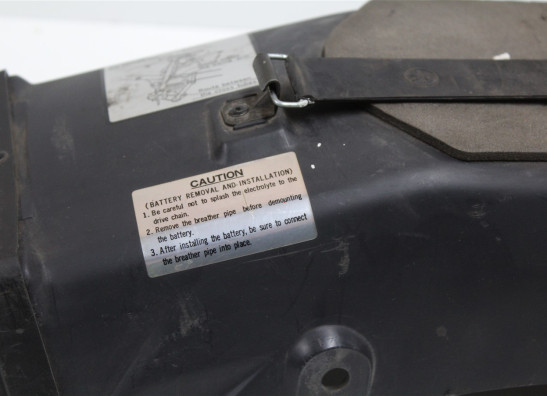 CAUTION
(BATTERY REMOVAL AND INSTALLATION)
1. Be careful not to splash the electrolyte to the
drive chain.
2. Remove the breather pipe before demounting
the battery.
3. After installing the battery, be sure to connect
the breather pipe into place.